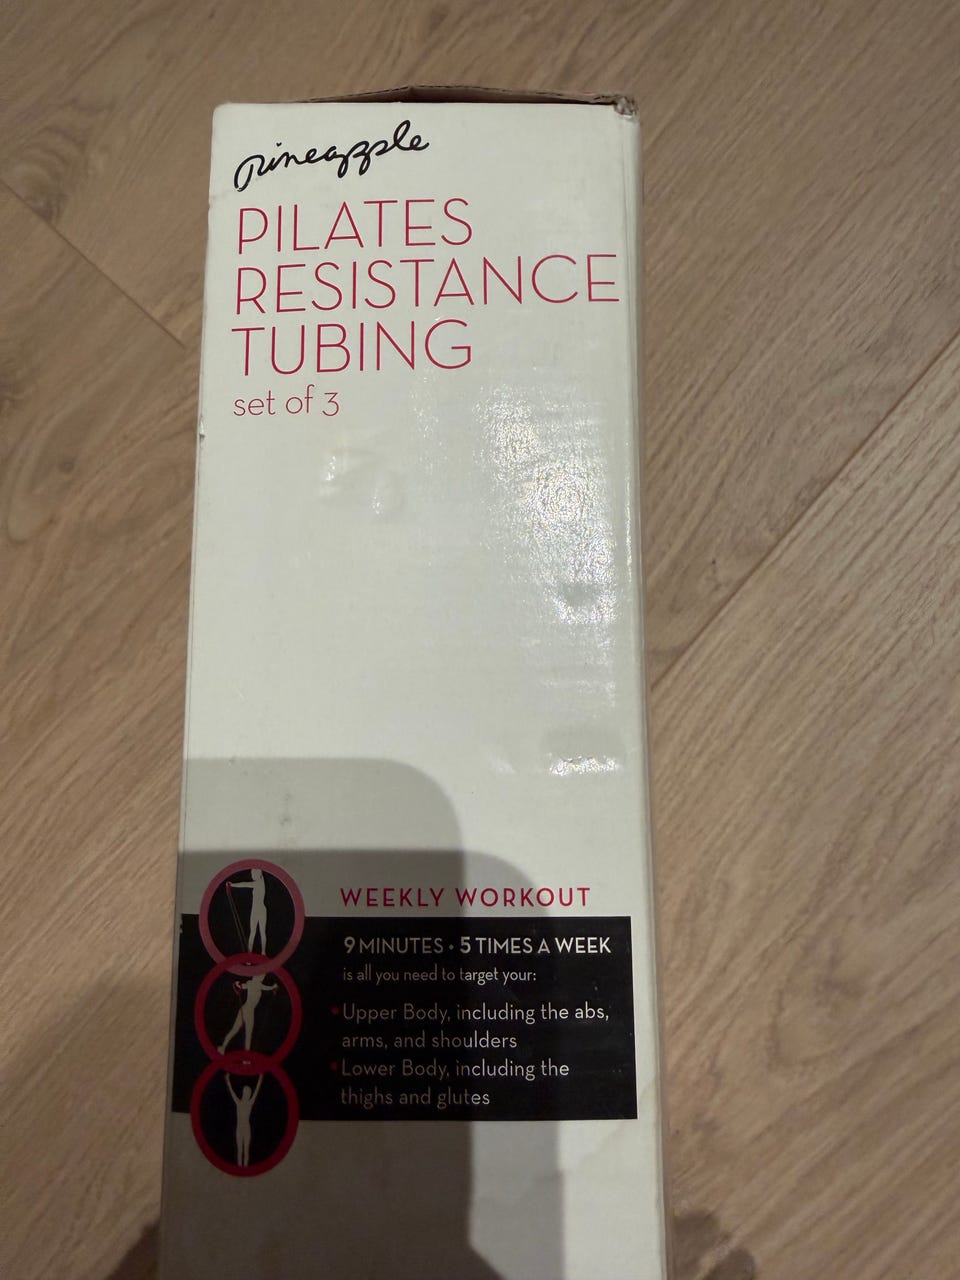 pineapple
PILATES
RESISTANCE
TUBING
set of 3
WEEKLY WORKOUT
9 MINUTES • 5 TIMES A WEEK
is all you need to target your:
• Upper Body, including the abs,
arms, and shoulders
• Lower Body, including the
thighs and glutes